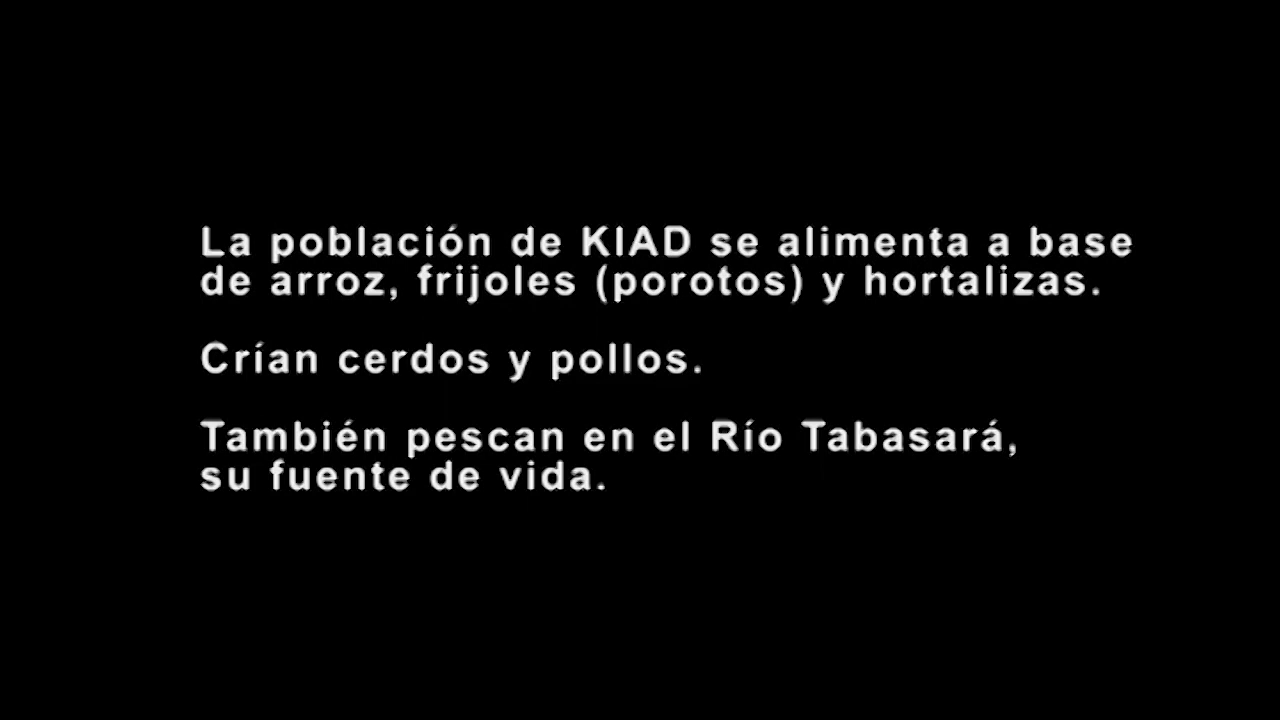 La población de KIAD se alimenta a base
de arroz, frijoles (porotos) y hortalizas.
Crían cerdos y pollos.
También pescan en el Río Tabasará,
su fuente de vida.